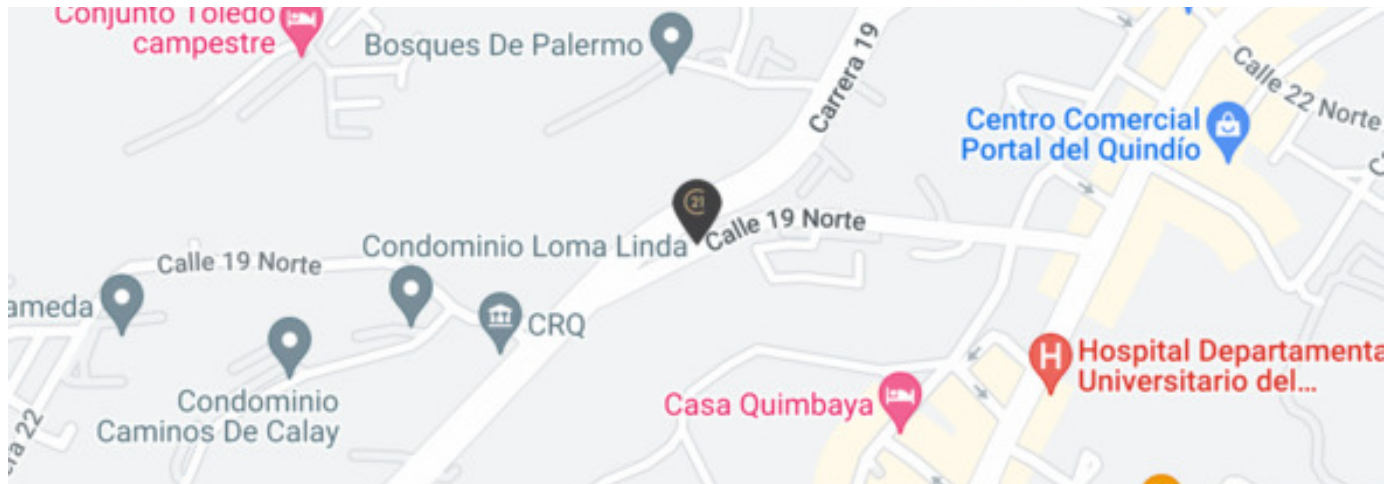 Conjunto Toledo
campestre
Bosques De Palermo
Carrera 19
Calle 22 Norte
Centro Comercial
Portal del Quindío
21
Calle 19 Norte
Condominio Loma Linda
Calle 19 Norte
ameda
CRQ
Hospital Departamenta
Universitario del...
Condominio
Caminos De Calay
Casa Quimbaya
ra 22